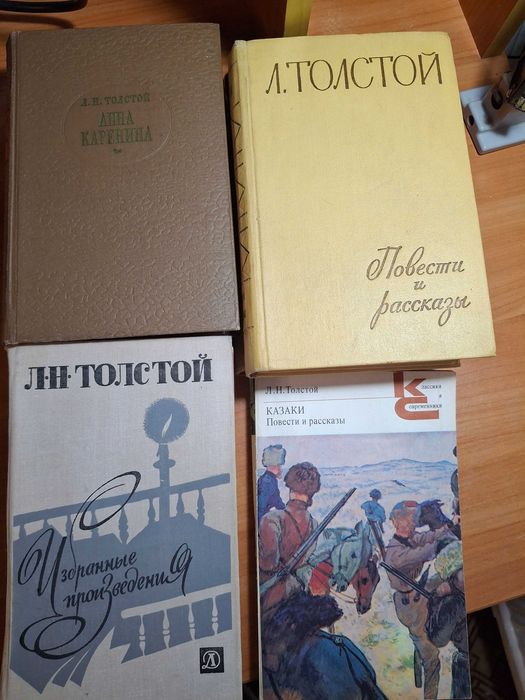 Л. Н. ТОЛСТОЙ
АННА
КАРЕНИНА
Л. ТОЛСТОЙ
Повести
и
рассказы
Л·Н·ТОЛСТОЙ
Избранные
произведения
Л.Н.Толстой
КАЗАКИ
Повести и рассказы
Классики
и
Современники